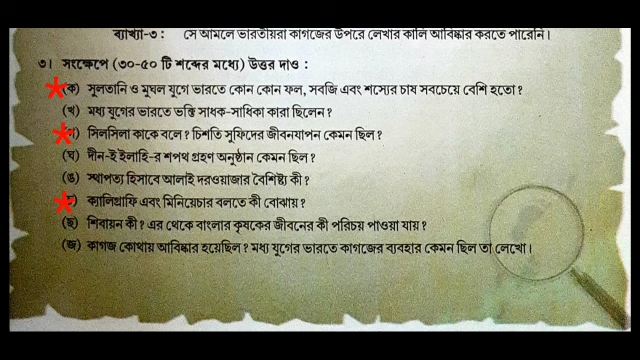 ব্যাখ্যা-৩ : সে আমলে ভারতীয়রা কাগজের উপরে লেখার কালি আবিষ্কার করতে পারেনি।
৩। সংক্ষেপে (৩০-৫০ টি শব্দের মধ্যে) উত্তর দাও :
(ক) সুলতানি ও মুঘল যুগে ভারতে কোন কোন ফল, সবজি এবং শস্যের চাষ সবচেয়ে বেশি হতো?
(খ) মধ্য যুগের ভারতে ভক্তি সাধক-সাধিকা কারা ছিলেন?
(গ) সিলসিলা কাকে বলে? চিশতি সুফিদের জীবনযাপন কেমন ছিল?
(ঘ) দীন-ই ইলাহি-র শপথ গ্রহণ অনুষ্ঠান কেমন ছিল?
(ঙ) স্থাপত্য হিসাবে আলাই দরওয়াজার বৈশিষ্ট্য কী?
(চ) ক্যালিগ্রাফি এবং মিনিয়েচার বলতে কী বোঝায়?
(ছ) শিবায়ন কী? এর থেকে বাংলার কৃষকের জীবনের কী পরিচয় পাওয়া যায়?
(জ) কাগজ কোথায় আবিষ্কার হয়েছিল? মধ্য যুগের ভারতে কাগজের ব্যবহার কেমন ছিল তা লেখো।